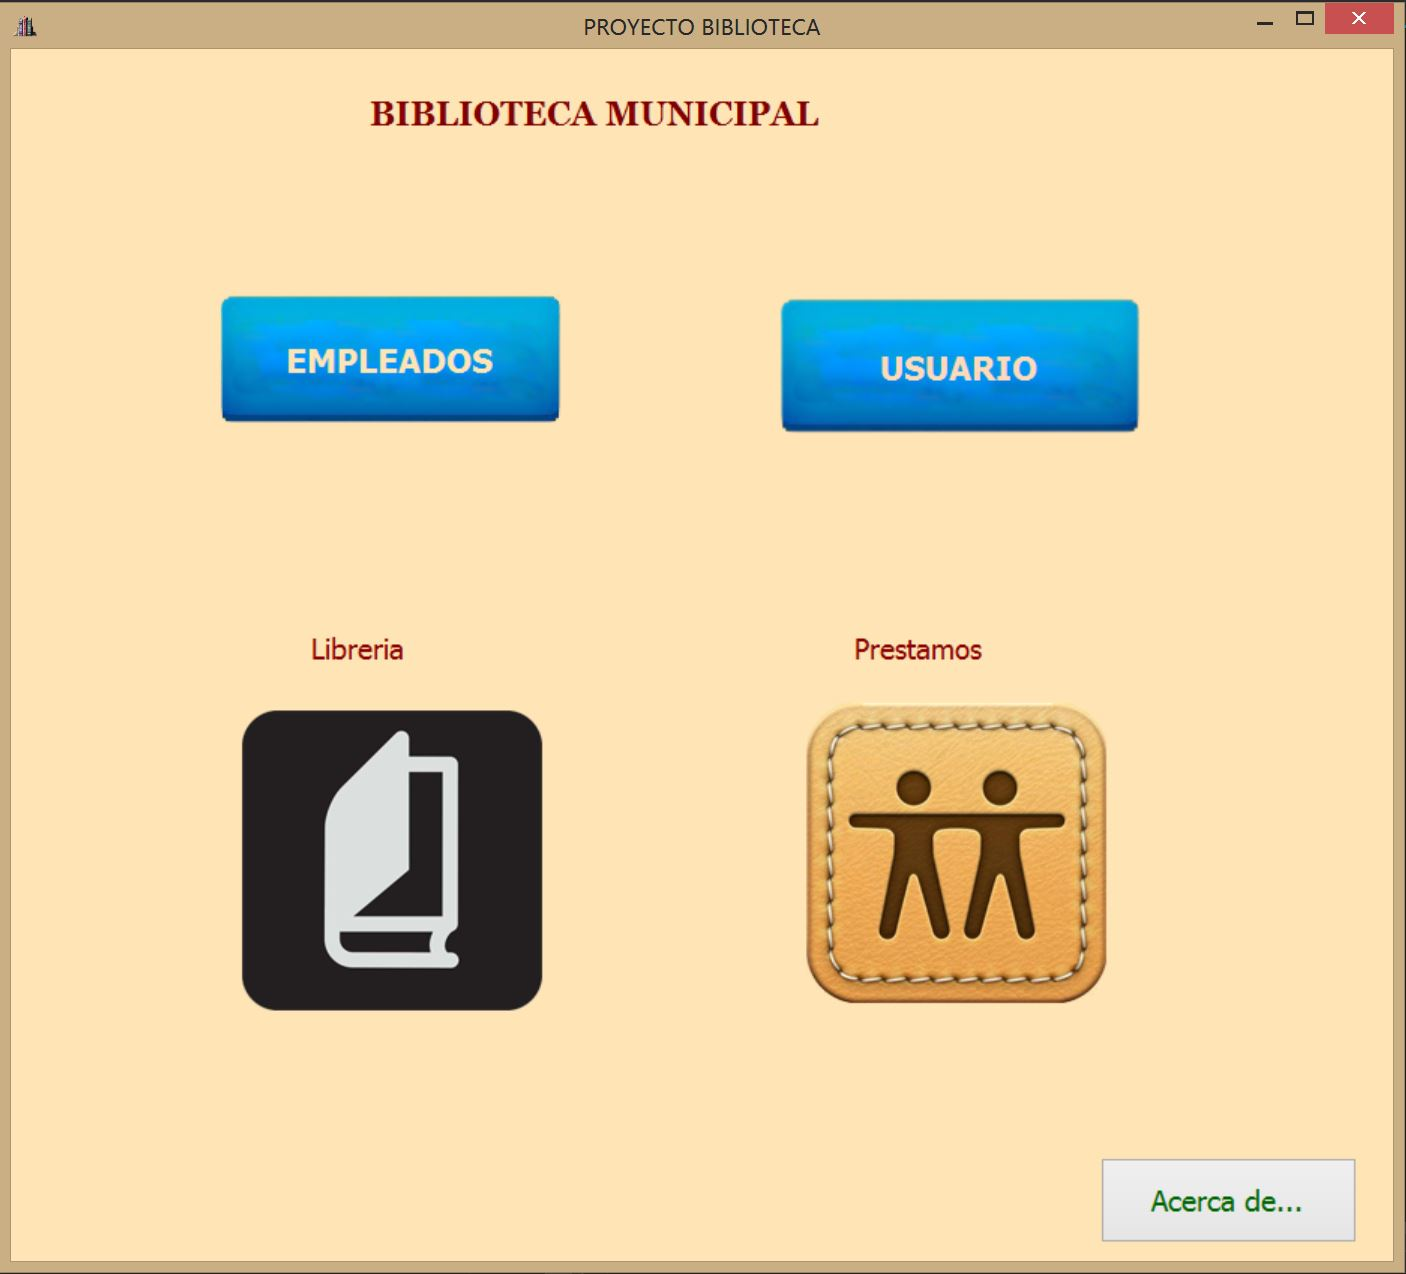 PROYECTO BIBLIOTECA
BIBLIOTECA MUNICIPAL
EMPLEADOS
USUARIO
Libreria
Prestamos
Acerca de...